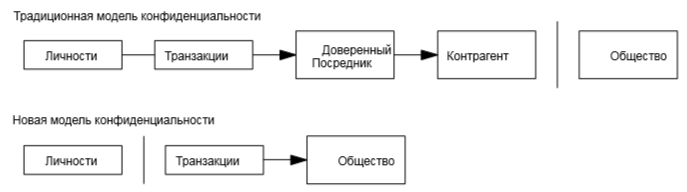 Традиционная модель конфиденциальности
Личности
Транзакции
Доверенный
Посредник
Контрагент
Общество
Новая модель конфиденциальности
Личности
Транзакции
Общество